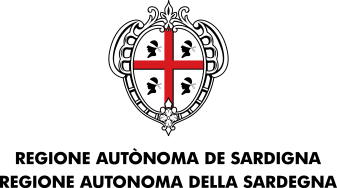 REGIONE AUTÒNOMA DE SARDIGNA
REGIONE AUTONOMA DELLA SARDEGNA